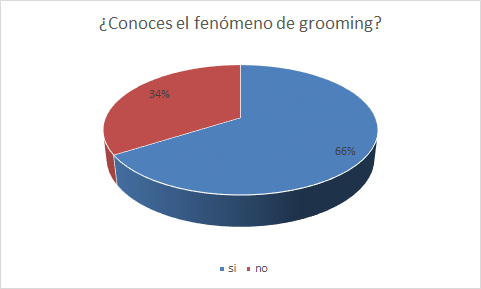 ¿Conoces el fenómeno de grooming?
34%
66%
si no